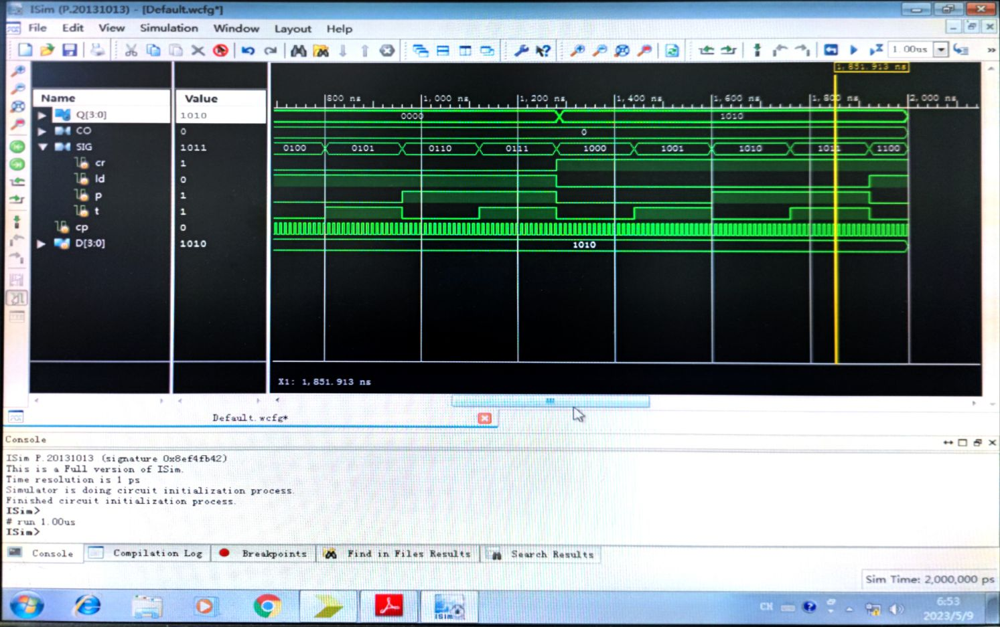 ISim (P.20131013) - [Default.wcfg*]
File Edit View Simulation Window Layout Help
1.00us
1,851.913 ns
Name Value
800 ns 1,000 ns 1,200 ns 1,400 ns 1,600 ns 1,800 ns 2,000 ns
Q[3:0] 1010 0000 1010
CO 0 0
SIG 1011 0100 0101 0110 0111 1000 1001 1010 1011 1100
cr 1
ld 0
p 1
t 1
cp 0
D[3:0] 1010 1010
X1: 1,851.913 ns
Default.wcfg*
Console
ISim P.20131013 (signature 0x8ef4fb42)
This is a Full version of ISim.
Time resolution is 1 ps
Simulator is doing circuit initialization process.
Finished circuit initialization process.
ISim>
# run 1.00us
ISim>
Console Compilation Log Breakpoints Find in Files Results Search Results
Sim Time: 2,000,000 ps
ISim CH 6:53
2023/5/9